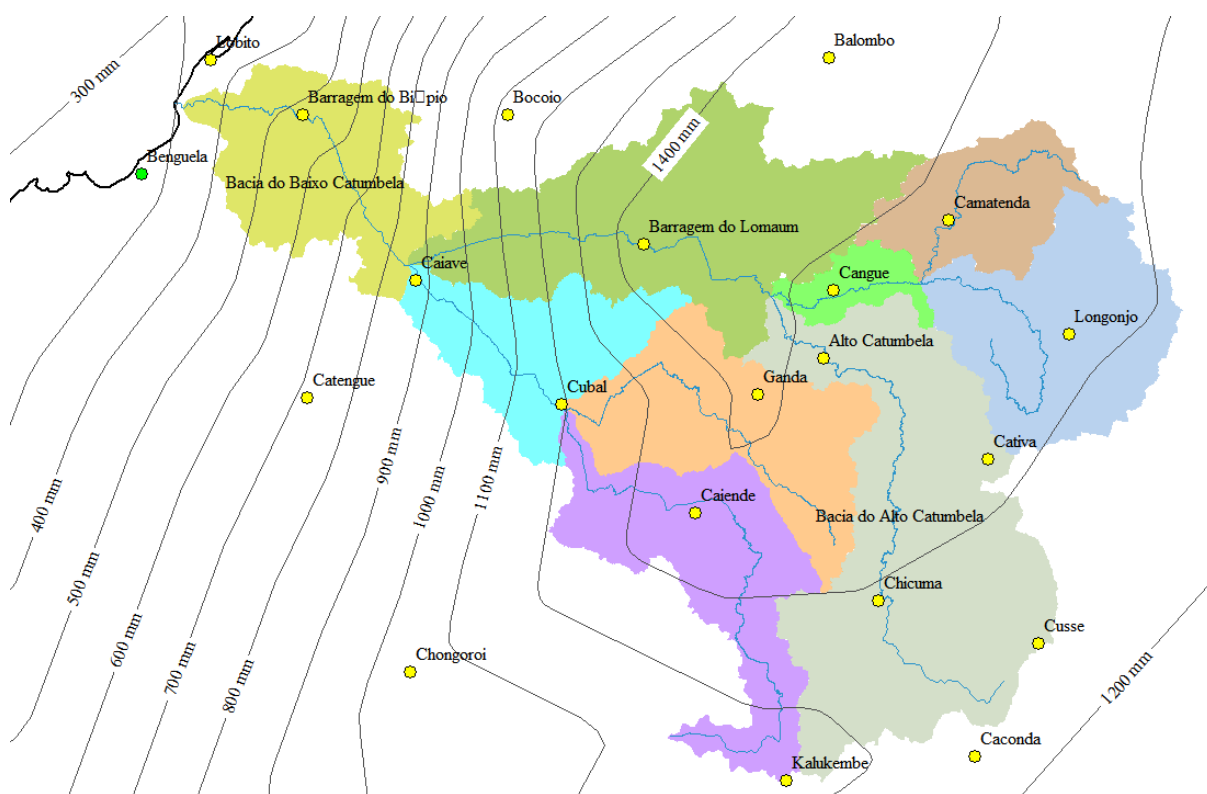 Lobito
Balombo
300 mm
Barragem do Bi□pio
Bocoio
1400 mm
Benguela
Bacia do Baixo Catumbela
Camatenda
Barragem do Lomaum
Caiave
Cangue
Longonjo
Alto Catumbela
Catengue
Cubal
Ganda
Cativa
900 mm
1000 mm
1100 mm
400 mm
Caiende
Bacia do Alto Catumbela
500 mm
600 mm
700 mm
800 mm
Chicuma
Cusse
Chongoroi
1200 mm
Caconda
Kalukembe